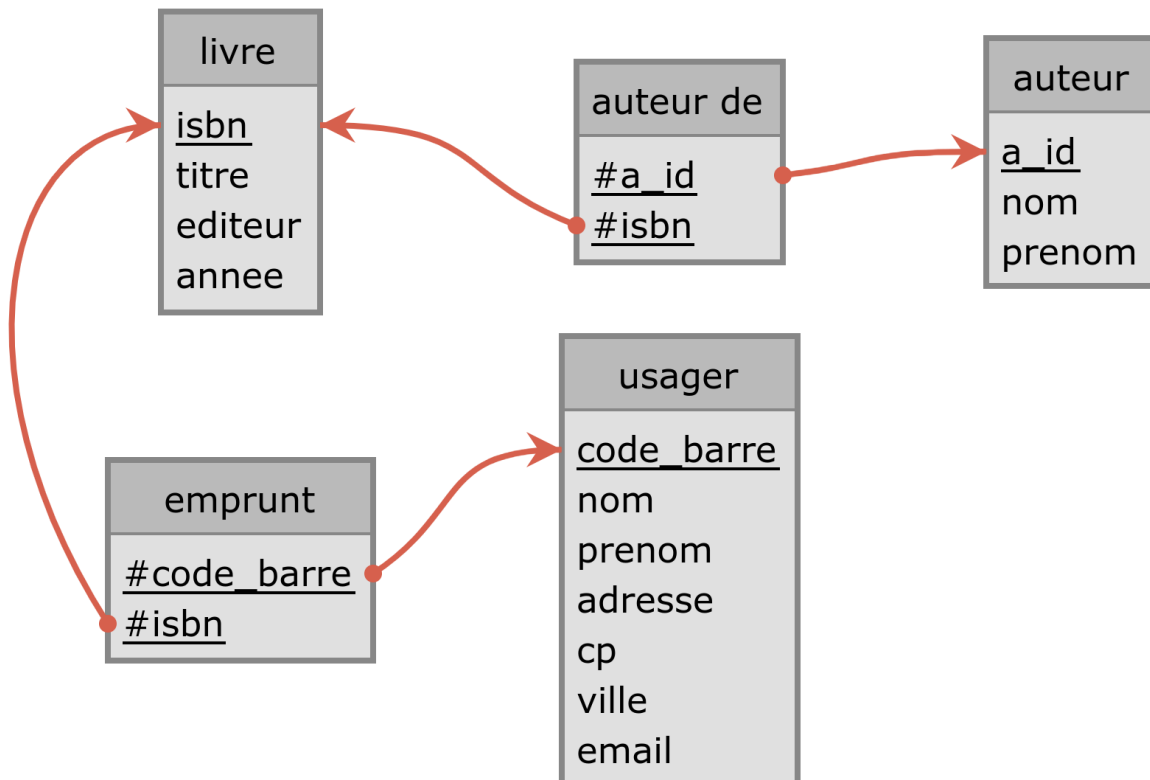 livre
isbn
titre
editeur
annee
auteur de
#a_id
#isbn
auteur
a_id
nom
prenom
emprunt
#code_barre
#isbn
usager
code_barre
nom
prenom
adresse
cp
ville
email